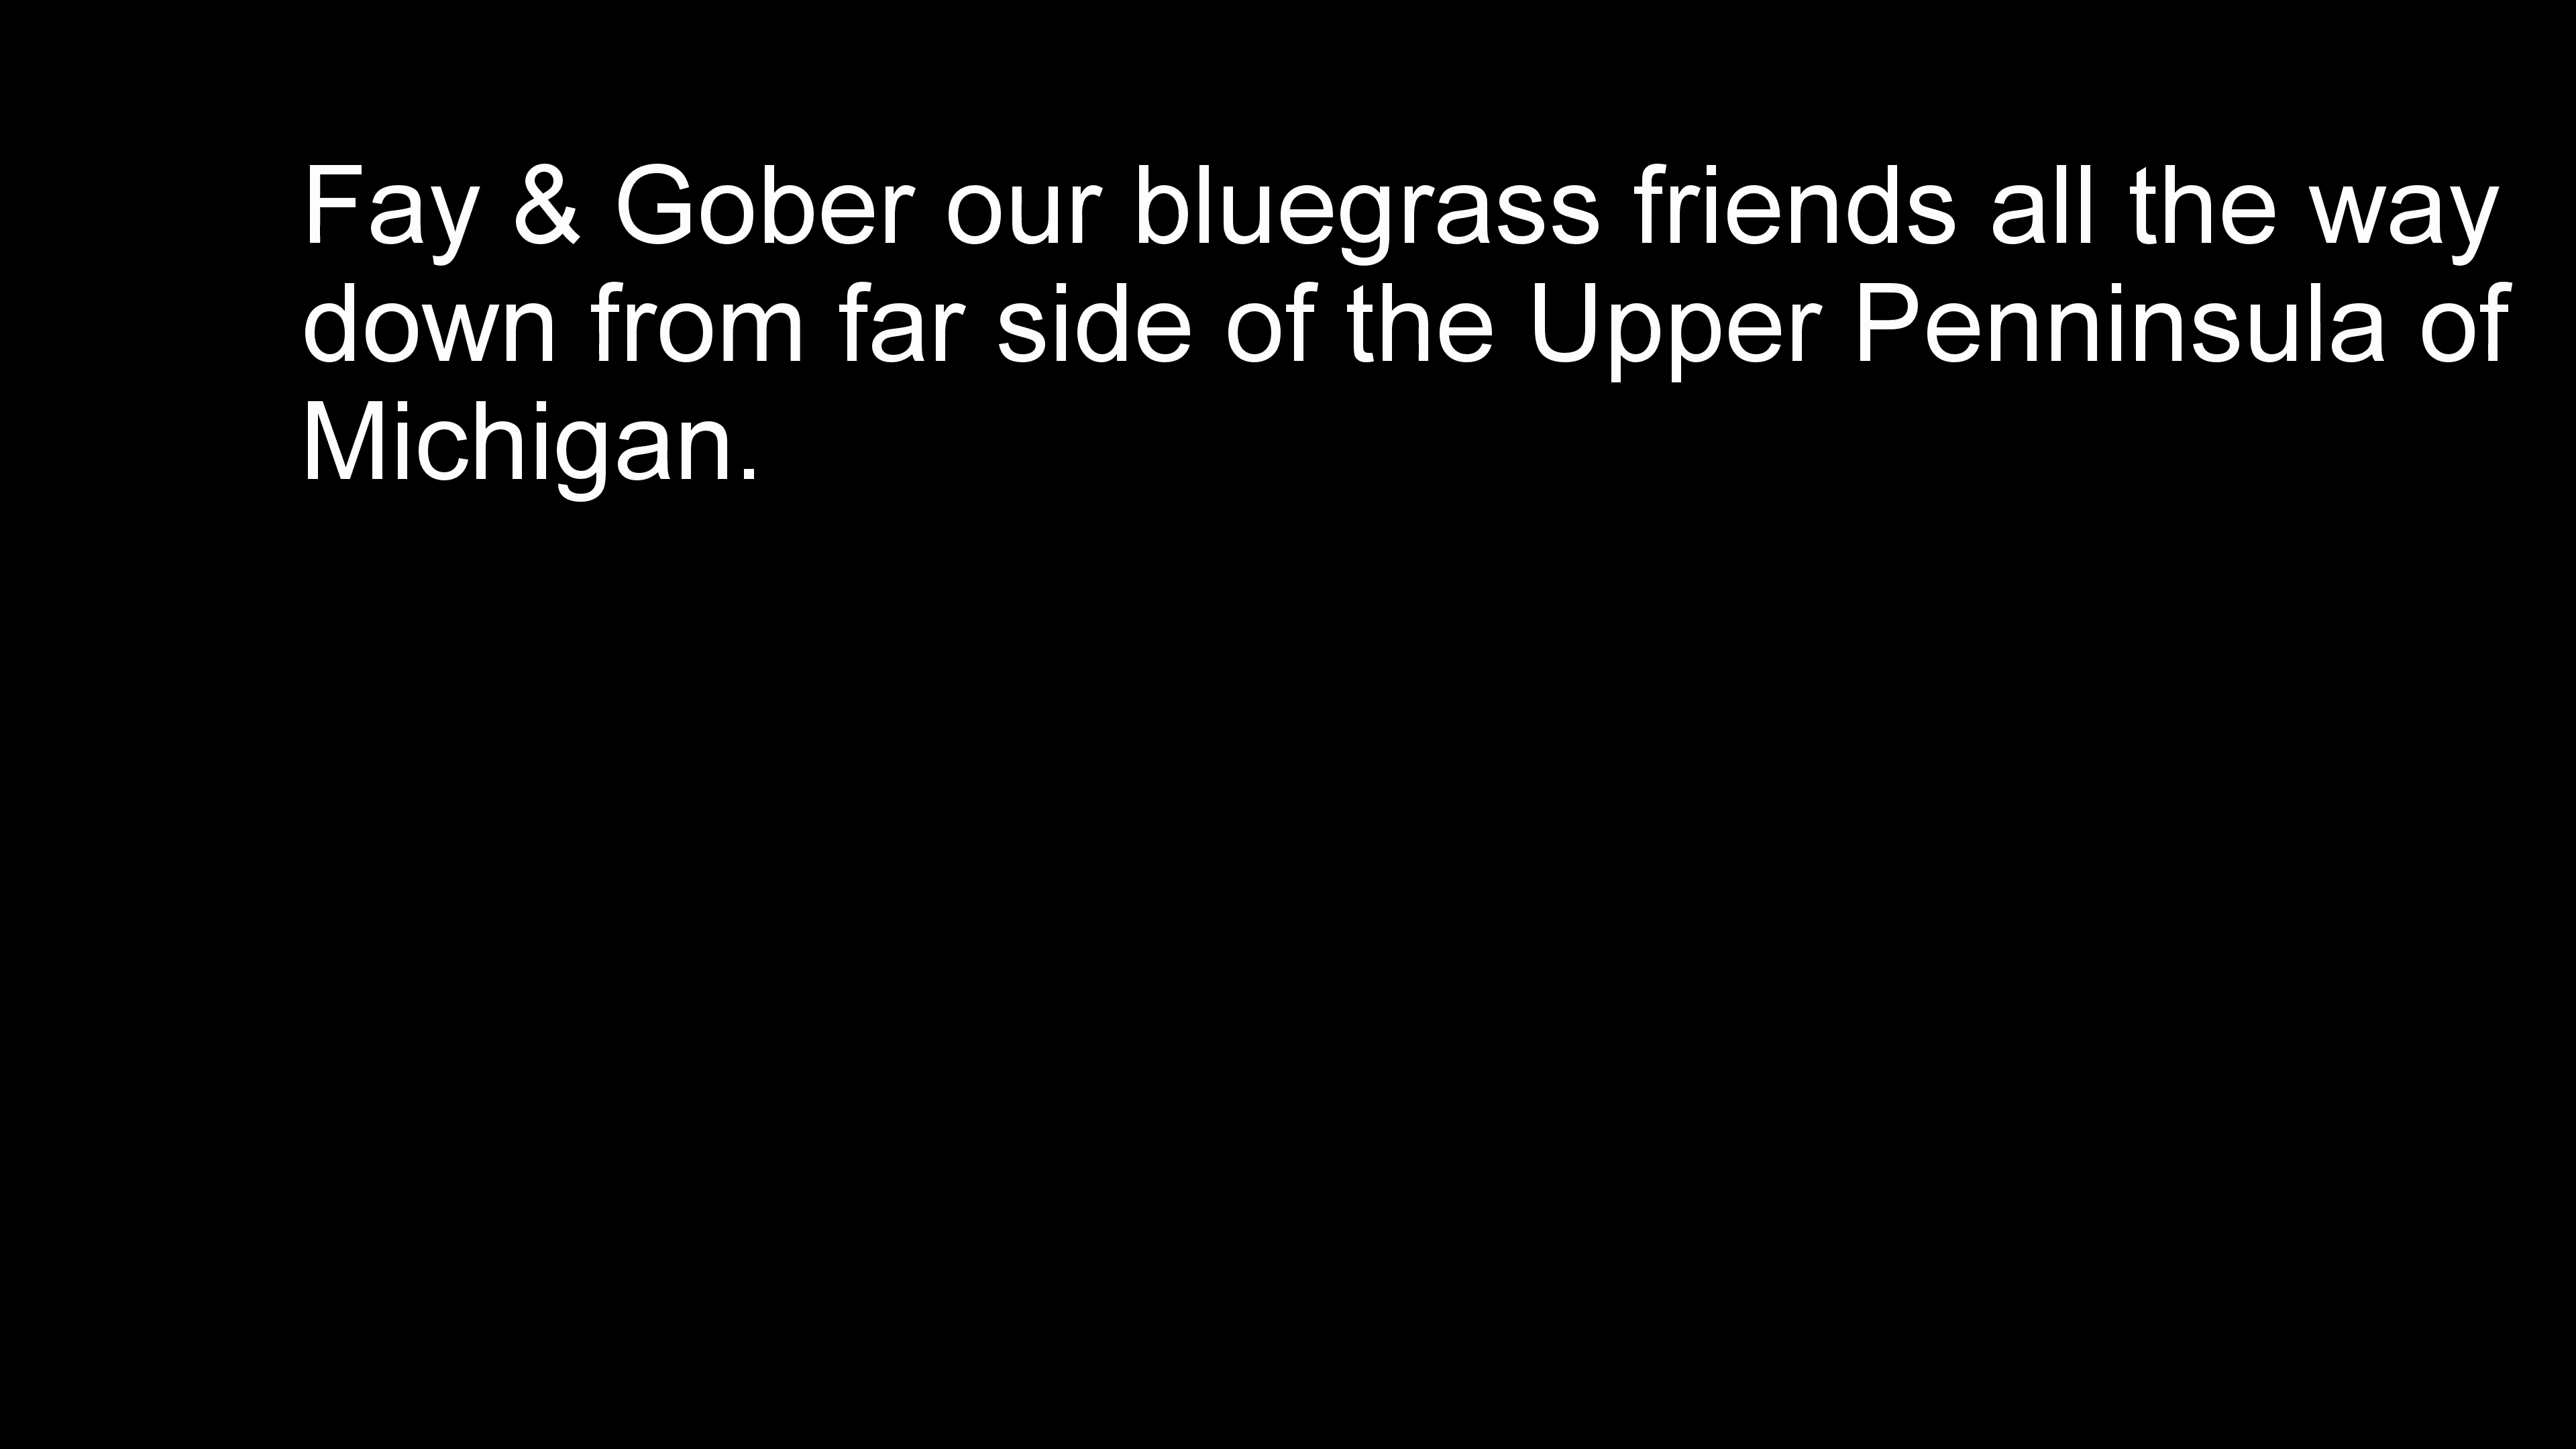 Fay & Gober our bluegrass friends all the way
down from far side of the Upper Penninsula of
Michigan.